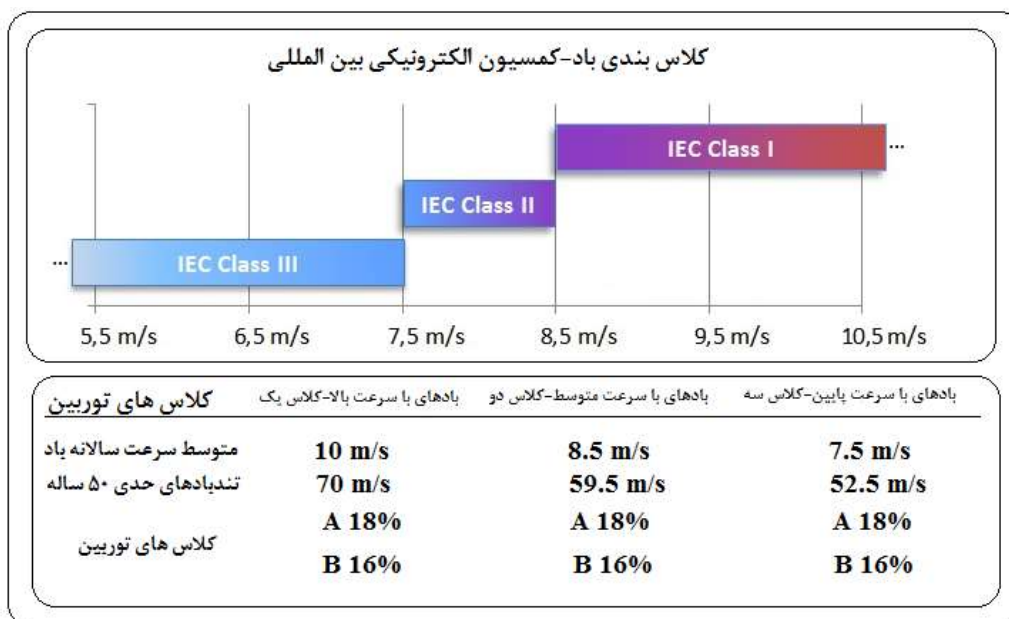 کلاس بندی باد-کمسیون الکترونیکی بین المللی
IEC Class I ...
IEC Class II
... IEC Class III
5,5 m/s 6,5 m/s 7,5 m/s 8,5 m/s 9,5 m/s 10,5 m/s
کلاس های توربین بادهای با سرعت بالا-کلاس یک بادهای با سرعت متوسط-کلاس دو بادهای با سرعت پایین-کلاس سه
متوسط سرعت سالانه باد 10 m/s 8.5 m/s 7.5 m/s
تندبادهای حدی ۵۰ ساله 70 m/s 59.5 m/s 52.5 m/s
کلاس های توربین A 18% A 18% A 18%
B 16% B 16% B 16%